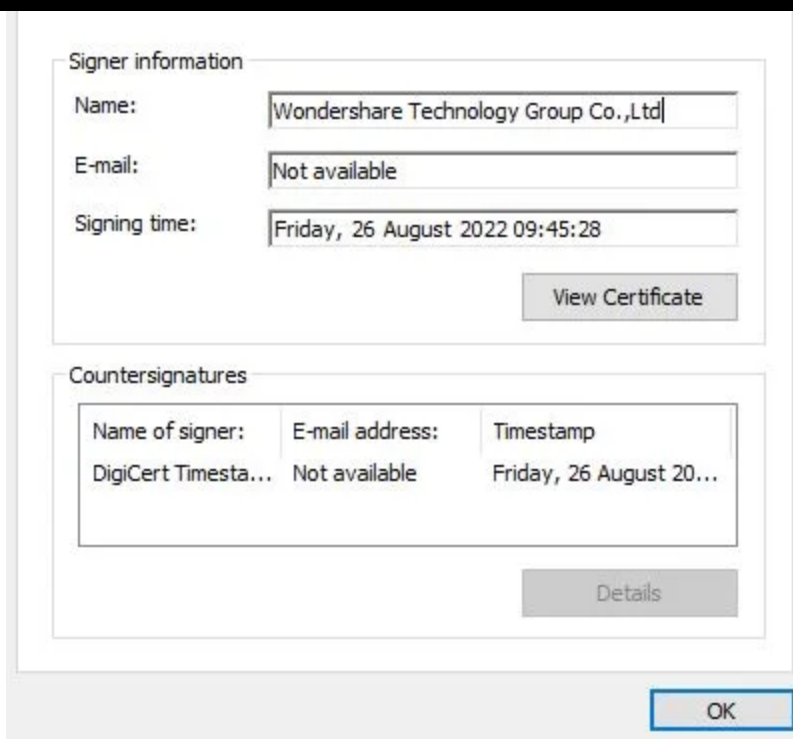 Signer information
Name: Wondershare Technology Group Co.,Ltd
E-mail: Not available
Signing time: Friday, 26 August 2022 09:45:28
View Certificate
Countersignatures
Name of signer: E-mail address: Timestamp
DigiCert Timesta... Not available Friday, 26 August 20...
Details
OK